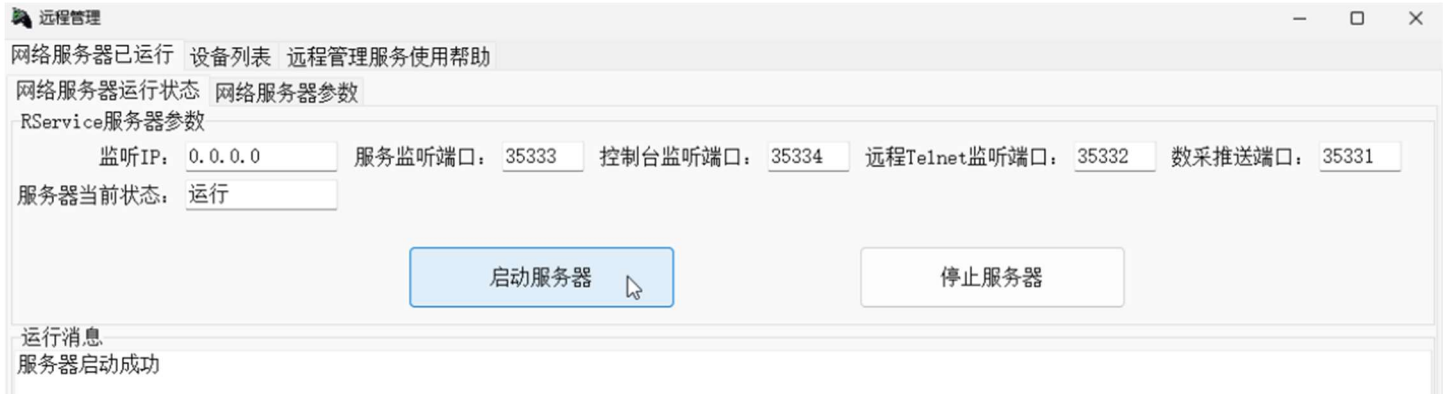 远程管理
网络服务器已运行 设备列表 远程管理服务使用帮助
网络服务器运行状态 网络服务器参数
RService服务器参数
监听IP: 0.0.0.0 服务监听端口: 35333 控制台监听端口: 35334 远程Telnet监听端口: 35332 数采推送端口: 35331
服务器当前状态: 运行
启动服务器 停止服务器
运行消息
服务器启动成功